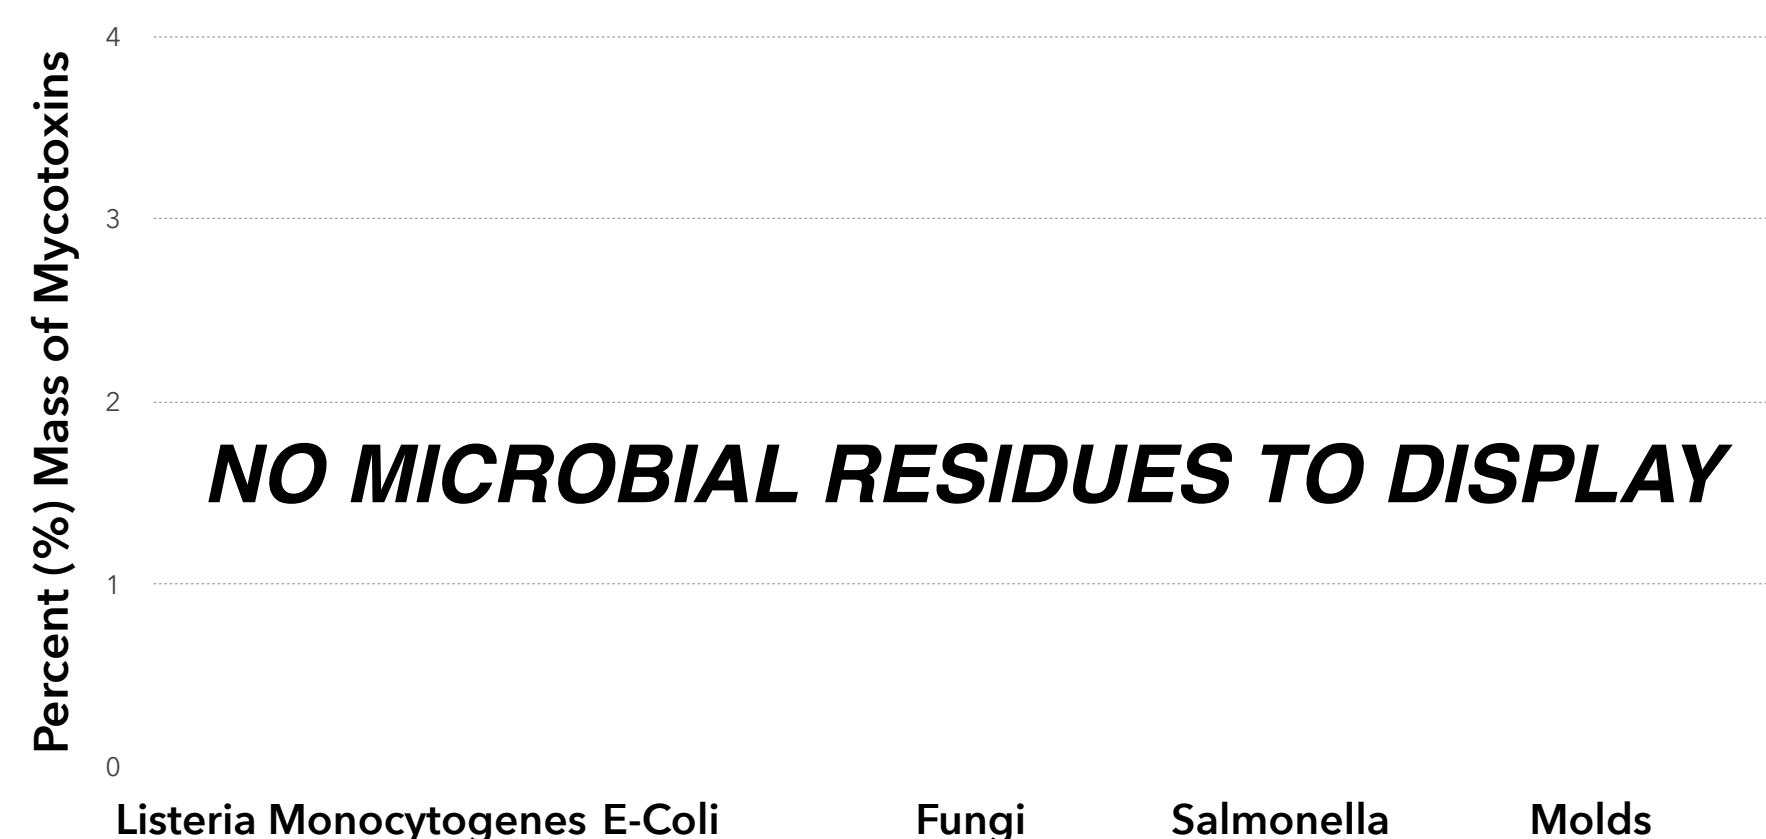 Percent (%) Mass of Mycotoxins
4
3
2
NO MICROBIAL RESIDUES TO DISPLAY
1
0
Listeria Monocytogenes E-Coli Fungi Salmonella Molds